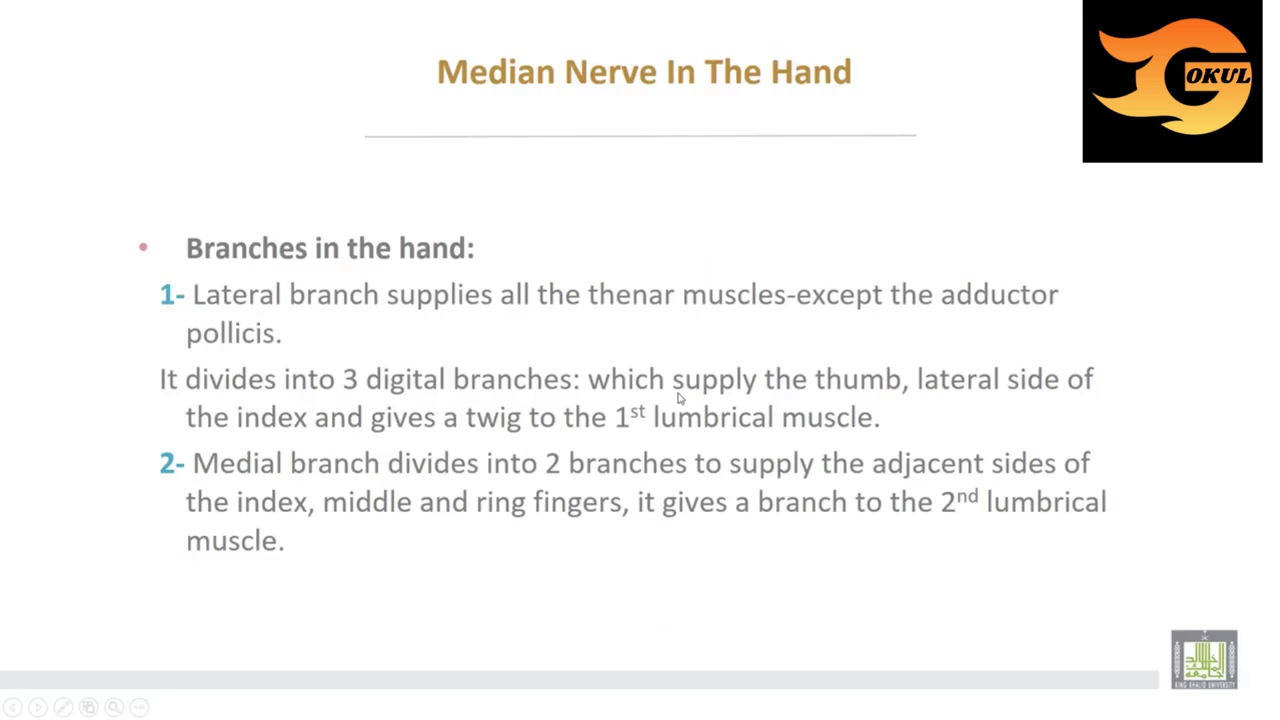 Median Nerve In The Hand
OKUL
• Branches in the hand:
1- Lateral branch supplies all the thenar muscles-except the adductor
pollicis.
It divides into 3 digital branches: which supply the thumb, lateral side of
the index and gives a twig to the 1st lumbrical muscle.
2- Medial branch divides into 2 branches to supply the adjacent sides of
the index, middle and ring fingers, it gives a branch to the 2nd lumbrical
muscle.
KING KHALID UNIVERSITY